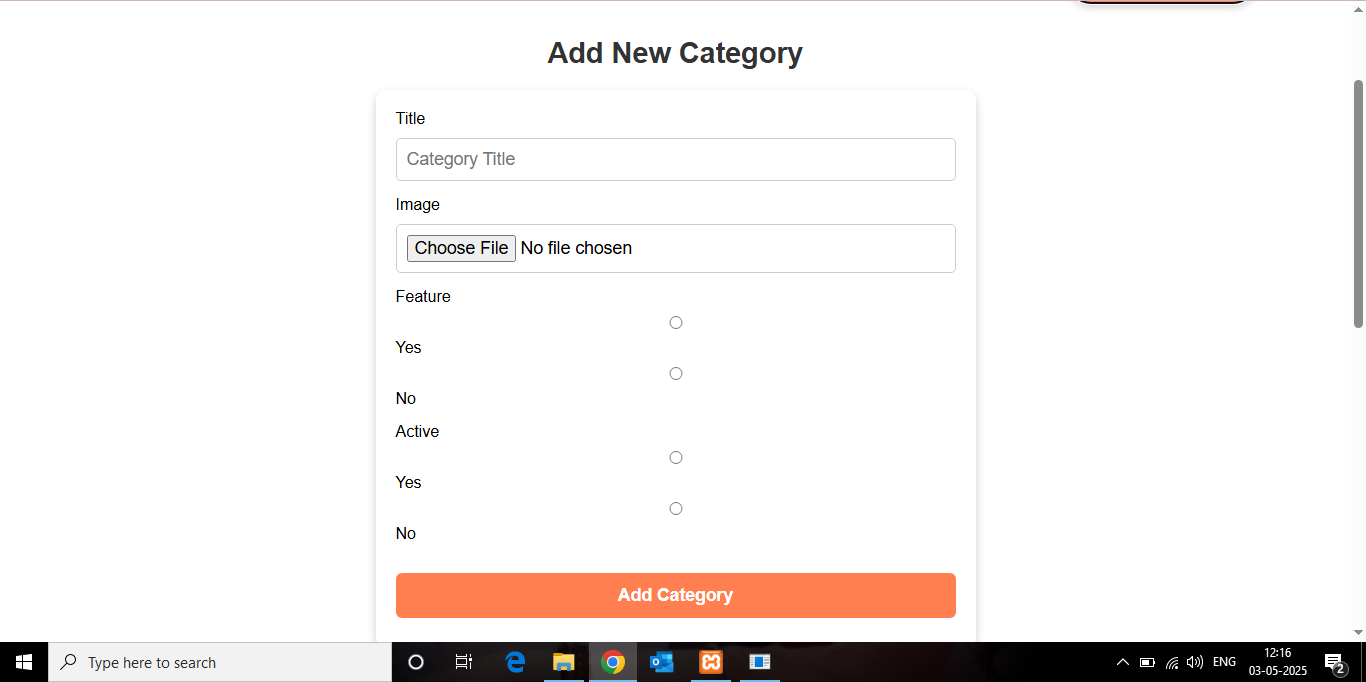 Add New Category
Title
Category Title
Image
Choose File No file chosen
Feature
Yes
No
Active
Yes
No
Add Category
Type here to search
ENG
12:16
03-05-2025
2